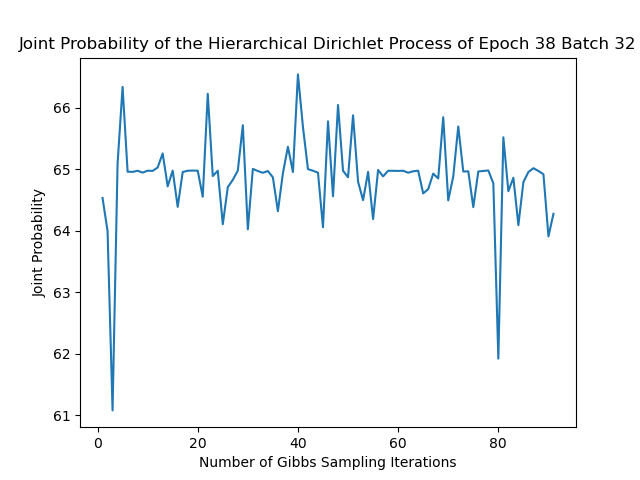 Joint Probability of the Hierarchical Dirichlet Process of Epoch 38 Batch 32
66
65
64
63
62
61
Joint Probability
0 20 40 60 80
Number of Gibbs Sampling Iterations